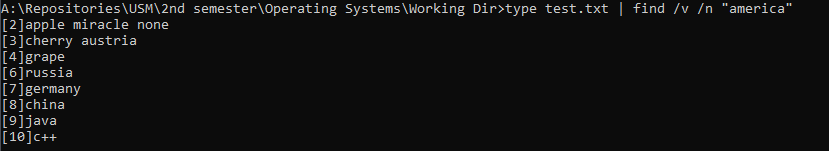 A:\Repositories\USM\2nd semester\Operating Systems\Working Dir>type test.txt | find /v /n "america"
[2]apple miracle none
[3]cherry austria
[4]grape
[6]russia
[7]germany
[8]china
[9]java
[10]c++